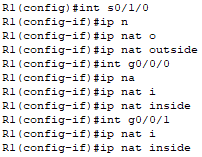 R1(config)#int s0/1/0
R1(config-if)#ip n
R1(config-if)#ip nat o
R1(config-if)#ip nat outside
R1(config-if)#int g0/0/0
R1(config-if)#ip na
R1(config-if)#ip nat i
R1(config-if)#ip nat inside
R1(config-if)#int g0/0/1
R1(config-if)#ip nat i
R1(config-if)#ip nat inside